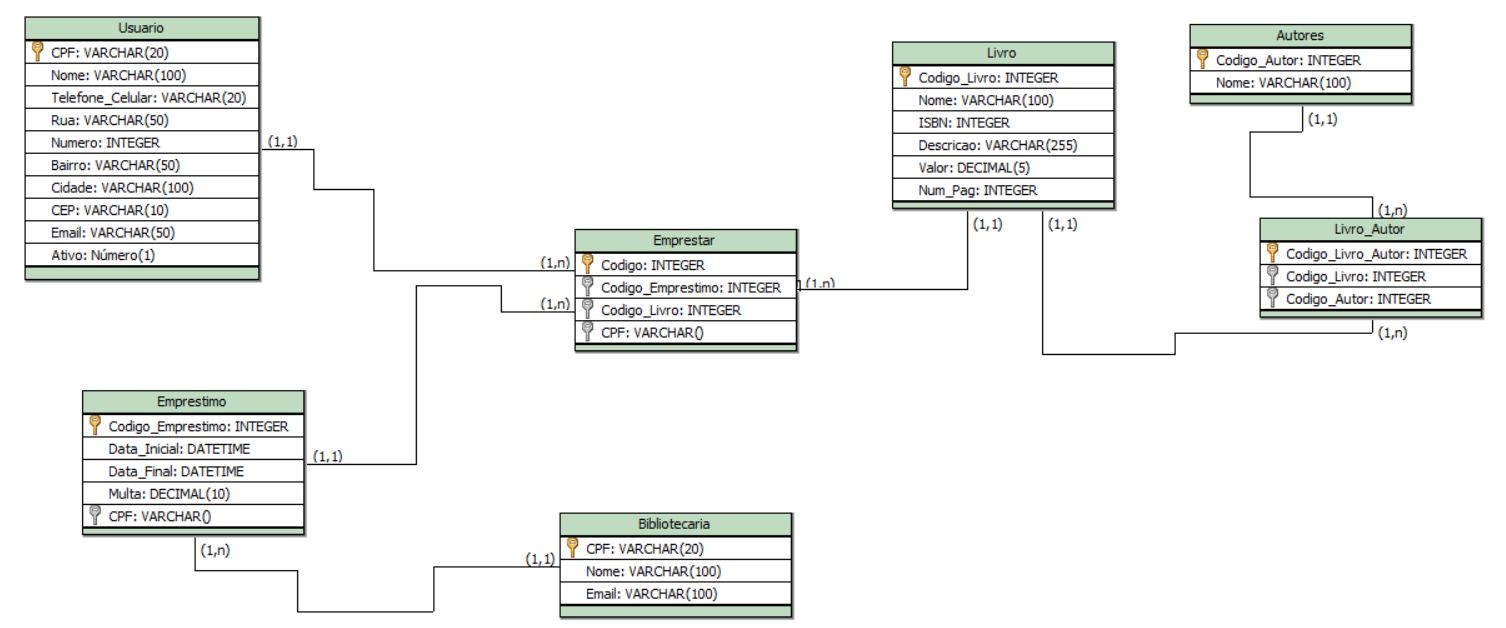 Usuario
CPF: VARCHAR(20)
Nome: VARCHAR(100)
Telefone_Celular: VARCHAR(20)
Rua: VARCHAR(50)
Numero: INTEGER
Bairro: VARCHAR(50)
Cidade: VARCHAR(100)
CEP: VARCHAR(10)
Email: VARCHAR(50)
Ativo: Número(1)
(1,1)
(1,n)
(1,n)
Emprestar
Codigo: INTEGER
Codigo_Emprestimo: INTEGER
Codigo_Livro: INTEGER
CPF: VARCHAR()
(1,n)
Livro
Codigo_Livro: INTEGER
Nome: VARCHAR(100)
ISBN: INTEGER
Descricao: VARCHAR(255)
Valor: DECIMAL(5)
Num_Pag: INTEGER
(1,1)
(1,1)
Autores
Codigo_Autor: INTEGER
Nome: VARCHAR(100)
(1,1)
(1,n)
Livro_Autor
Codigo_Livro_Autor: INTEGER
Codigo_Livro: INTEGER
Codigo_Autor: INTEGER
(1,n)
Emprestimo
Codigo_Emprestimo: INTEGER
Data_Inicial: DATETIME
Data_Final: DATETIME
Multa: DECIMAL(10)
CPF: VARCHAR()
(1,1)
(1,n)
(1,1)
Bibliotecaria
CPF: VARCHAR(20)
Nome: VARCHAR(100)
Email: VARCHAR(100)